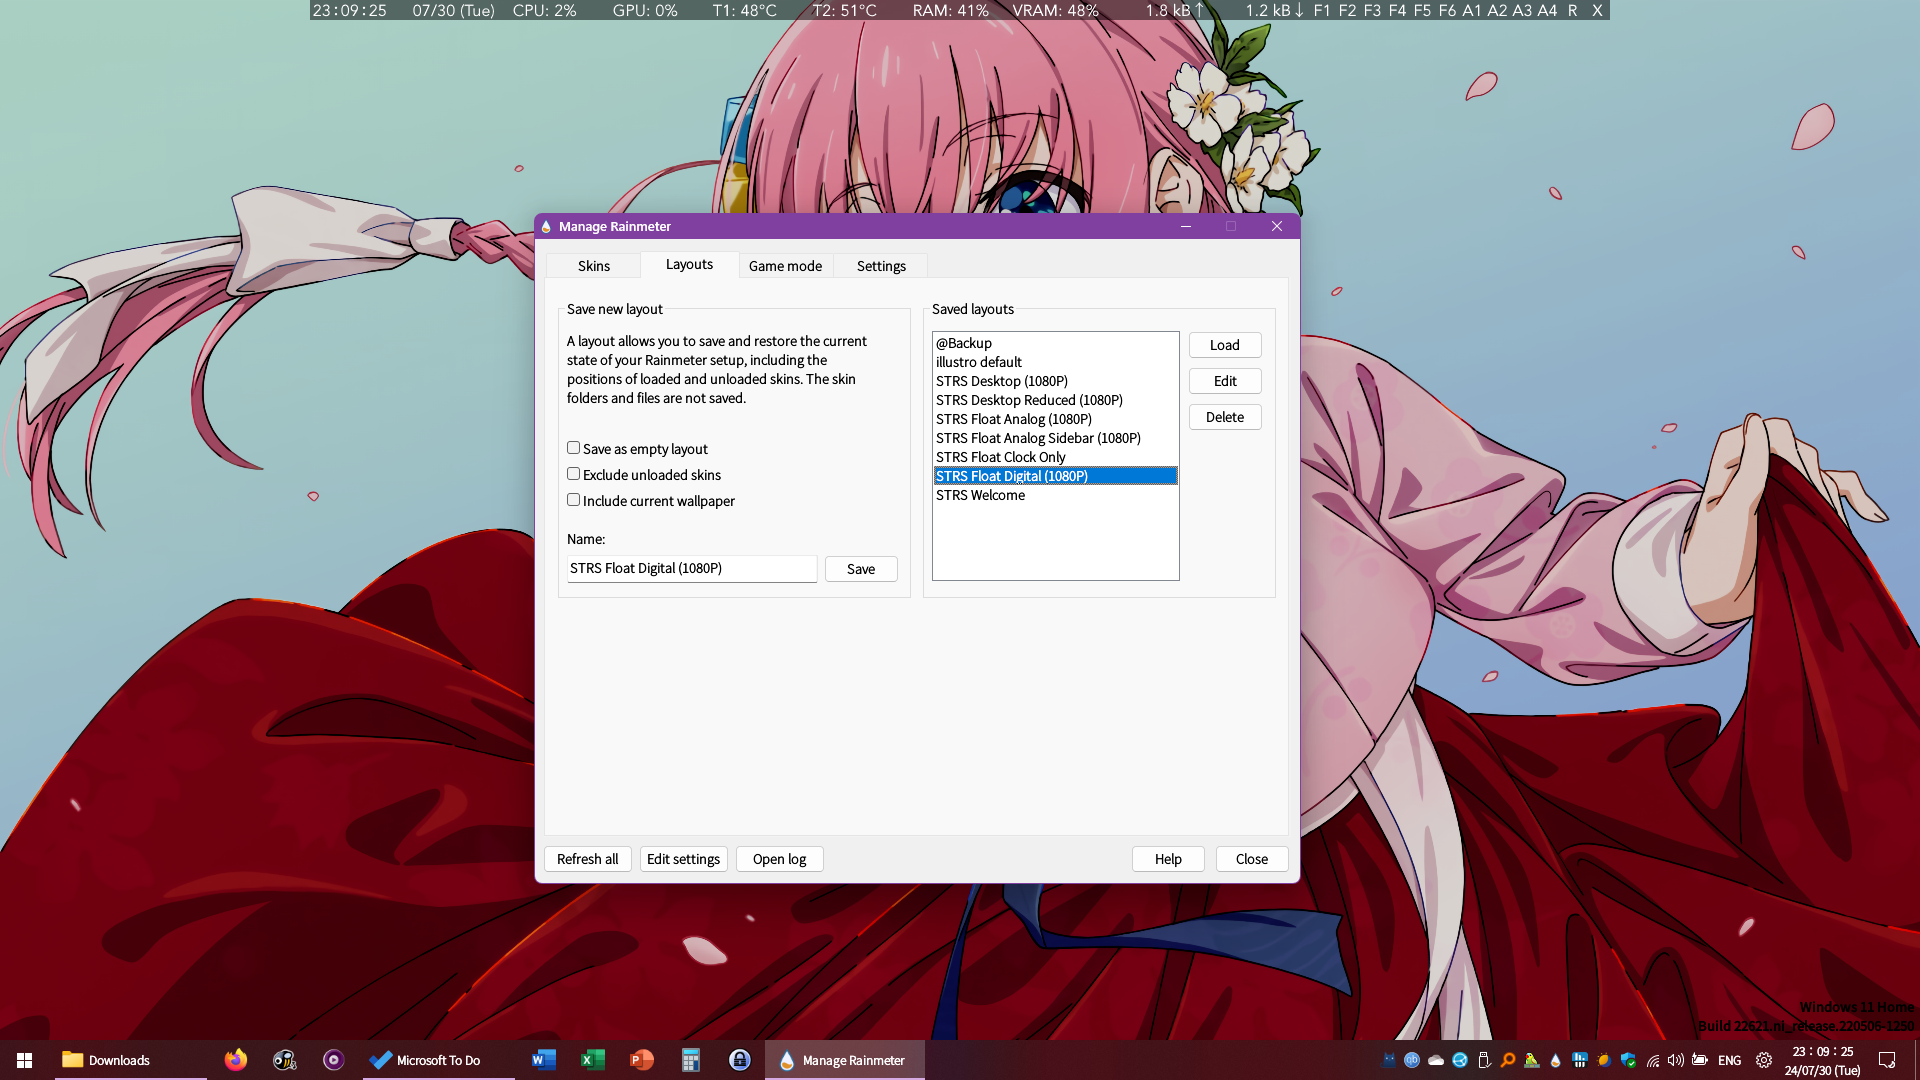 23:09:25 07/30 (Tue) CPU: 2% GPU: 0% T1: 48°C T2: 51°C RAM: 41% VRAM: 48% 1.8 kB↑ 1.2 kB↓ F1 F2 F3 F4 F5 F6 A1 A2 A3 A4 R X
Manage Rainmeter
Skins Layouts Game mode Settings
Save new layout
A layout allows you to save and restore the current
state of your Rainmeter setup, including the
positions of loaded and unloaded skins. The skin
folders and files are not saved.
Save as empty layout
Exclude unloaded skins
Include current wallpaper
Name:
STRS Float Digital (1080P) Save
Saved layouts
@Backup
illustro default
STRS Desktop (1080P)
STRS Desktop Reduced (1080P)
STRS Float Analog (1080P)
STRS Float Analog Sidebar (1080P)
STRS Float Clock Only
STRS Float Digital (1080P)
STRS Welcome
Load
Edit
Delete
Refresh all Edit settings Open log Help Close
Windows 11 Home
Build 22621.ni_release.220506-1250
Downloads Microsoft To Do Manage Rainmeter ENG
23:09:25
24/07/30 (Tue)